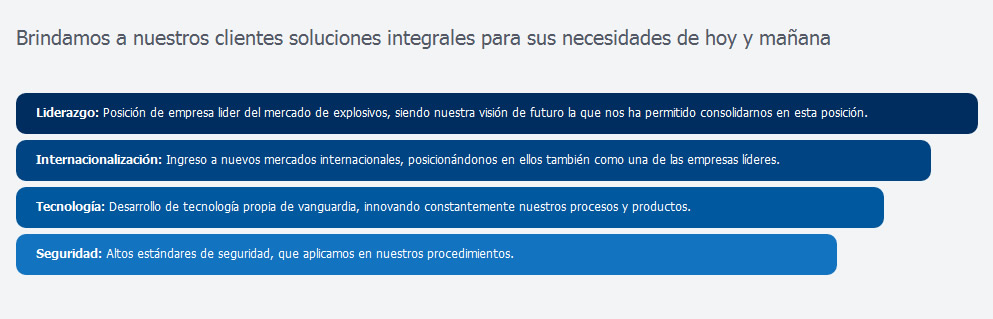 Brindamos a nuestros clientes soluciones integrales para sus necesidades de hoy y mañana
Liderazgo: Posición de empresa lider del mercado de explosivos, siendo nuestra visión de futuro la que nos ha permitido consolidarnos en esta posición.
Internacionalización: Ingreso a nuevos mercados internacionales, posicionándonos en ellos también como una de las empresas líderes.
Tecnología: Desarrollo de tecnología propia de vanguardia, innovando constantemente nuestros procesos y productos.
Seguridad: Altos estándares de seguridad, que aplicamos en nuestros procedimientos.